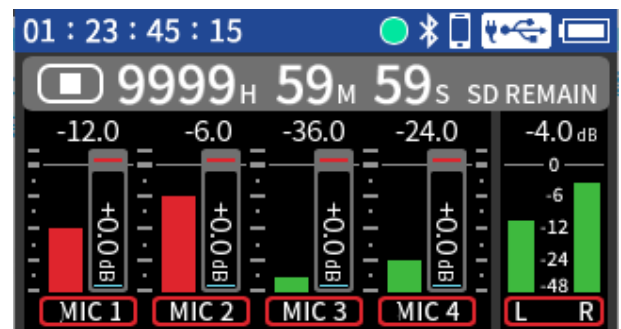 01 : 23 : 45 : 15
9999H 59M 59S SD REMAIN
-12.0 -6.0 -36.0 -24.0 -4.0 dB
0
-6
-12
-24
-48
+0.0dB +0.0dB +0.0dB +0.0dB
MIC 1 MIC 2 MIC 3 MIC 4 L R